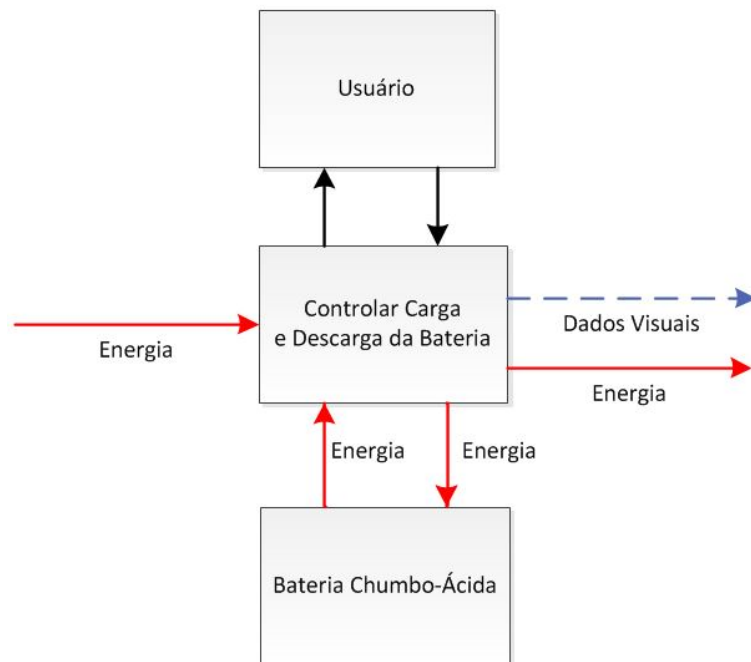 Usuário
Controlar Carga
e Descarga da Bateria
Energia
Dados Visuais
Energia
Energia
Energia
Bateria Chumbo-Ácida